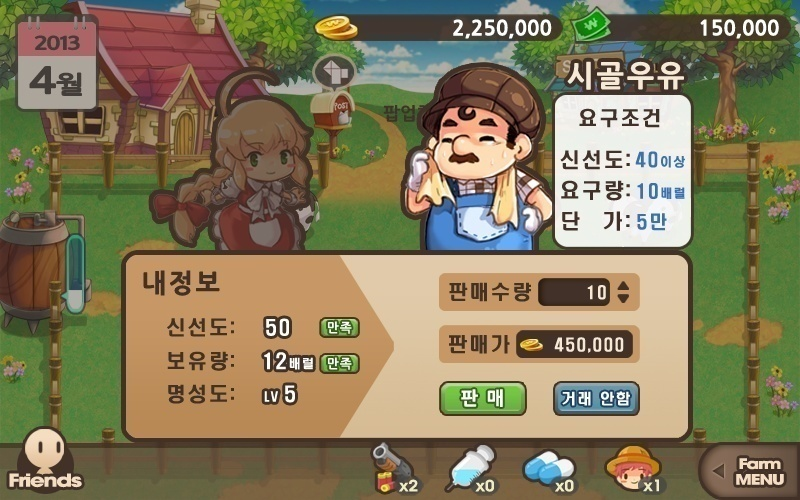 2013
4월
2,250,000
150,000
시골우유
요구조건
신선도: 40이상
요구량: 10배럴
단 가: 5만
POST
팝업
내정보
신선도: 50 만족
보유량: 12배럴 만족
명성도: LV 5
판매수량 10
판매가 450,000
판매
거래 안함
Friends
x2
x0
x0
x1
Farm
MENU